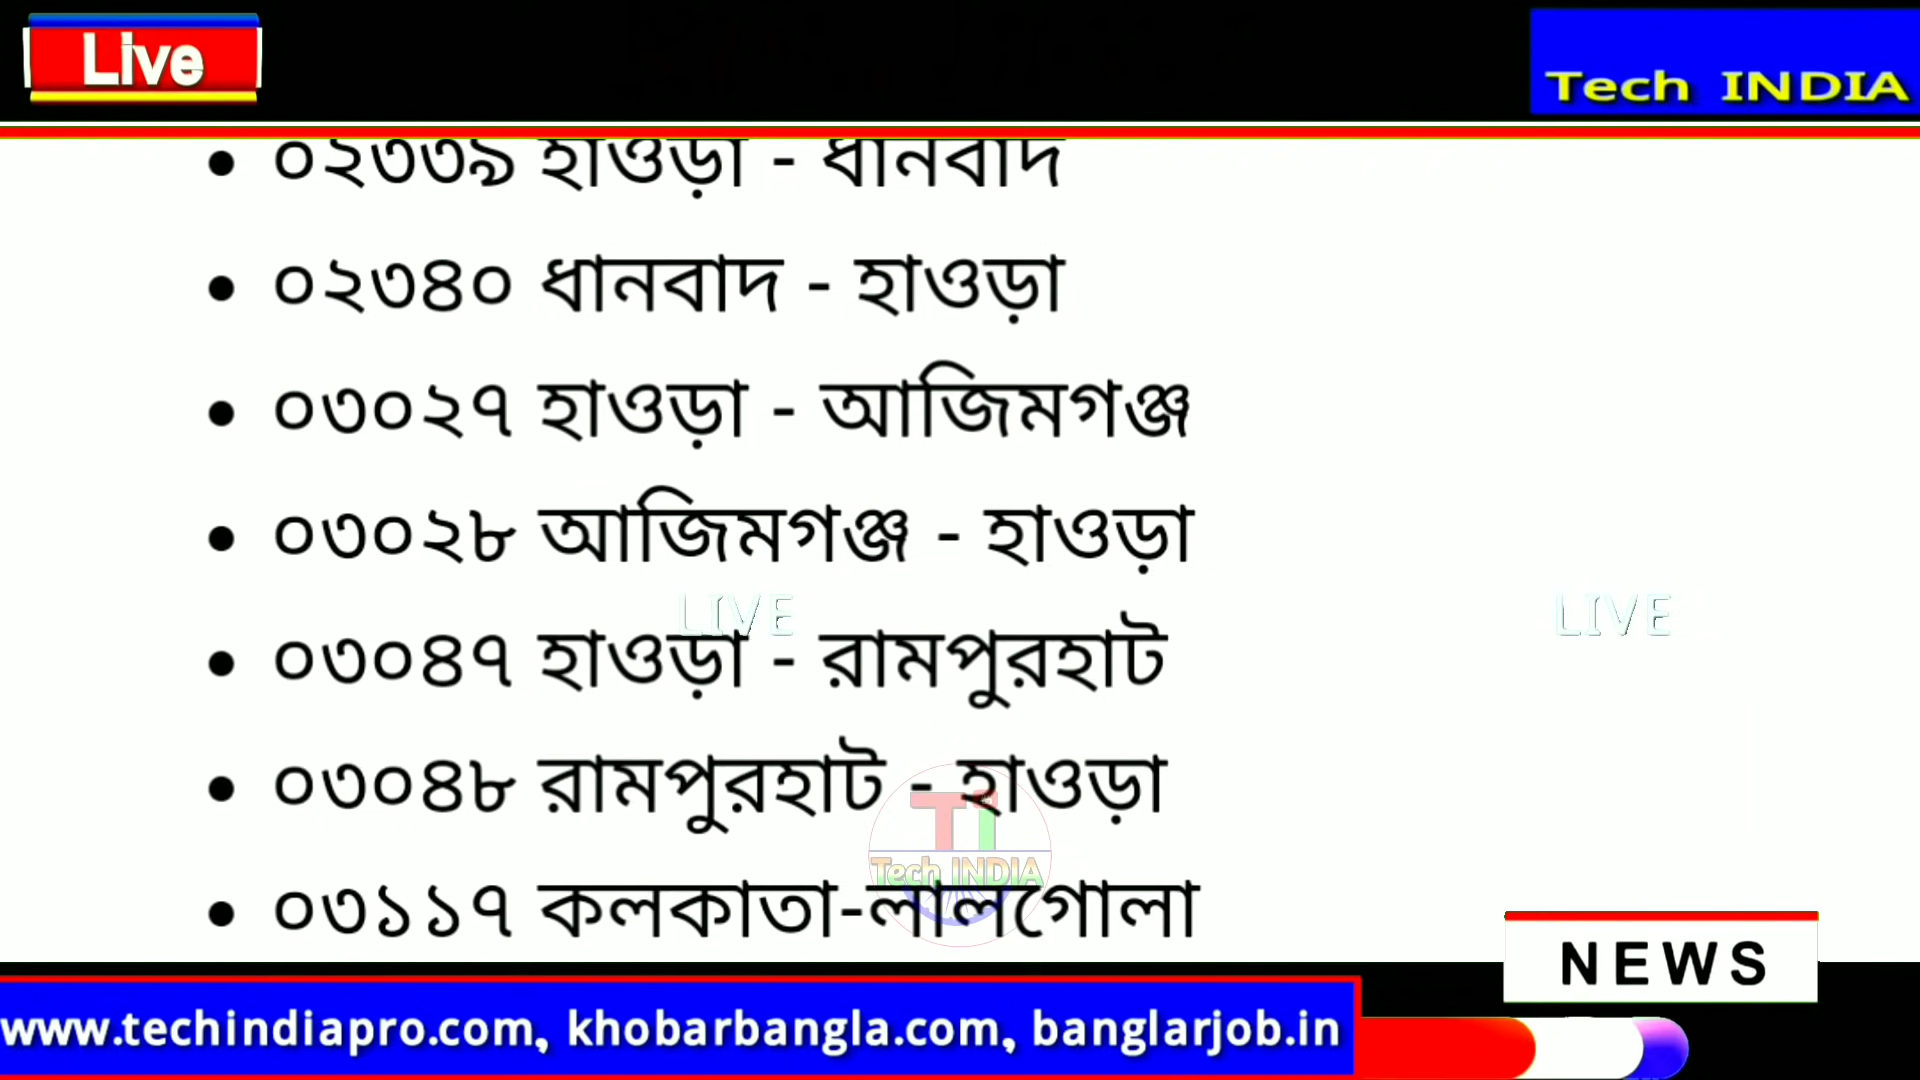 Live
Tech INDIA
• ০২৩৩৯ হাওড়া - ধানবাদ
• ০২৩৪০ ধানবাদ - হাওড়া
• ০৩০২৭ হাওড়া - আজিমগঞ্জ
• ০৩০২৮ আজিমগঞ্জ - হাওড়া
LIVE LIVE
• ০৩০৪৭ হাওড়া - রামপুরহাট
• ০৩০৪৮ রামপুরহাট - হাওড়া
Ti
Tech INDIA
• ০৩১১৭ কলকাতা-লালগোলা
NEWS
www.techindiapro.com, khobarbangla.com, banglarjob.in